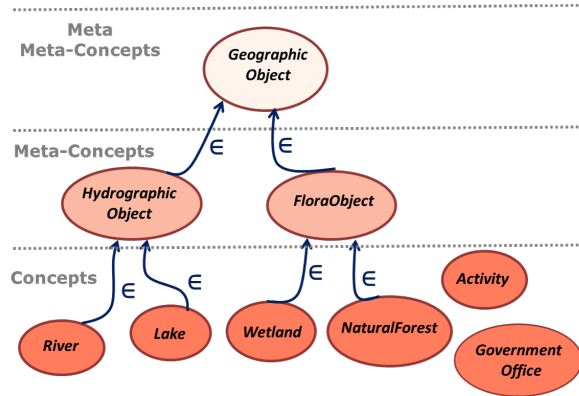 Meta
Meta-Concepts
Geographic
Object
∈
∈
Meta-Concepts
Hydrographic
Object
FloraObject
∈
∈
∈
∈
Concepts
Activity
River
Lake
Wetland
NaturalForest
Government
Office